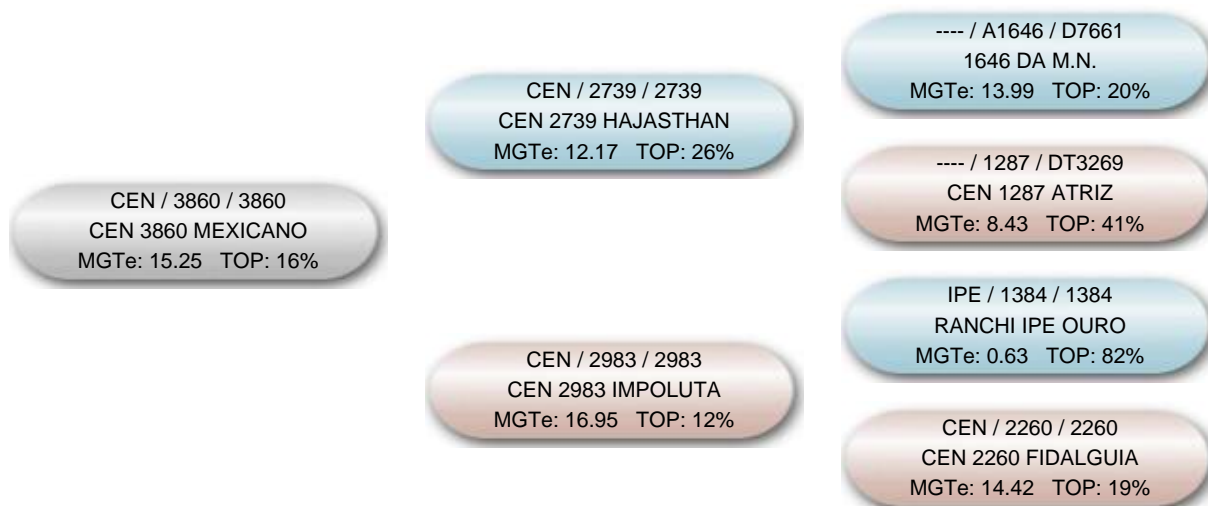 ---- / A1646 / D7661
1646 DA M.N.
MGTe: 13.99 TOP: 20%
CEN / 2739 / 2739
CEN 2739 HAJASTHAN
MGTe: 12.17 TOP: 26%
---- / 1287 / DT3269
CEN 1287 ATRIZ
MGTe: 8.43 TOP: 41%
CEN / 3860 / 3860
CEN 3860 MEXICANO
MGTe: 15.25 TOP: 16%
IPE / 1384 / 1384
RANCHI IPE OURO
MGTe: 0.63 TOP: 82%
CEN / 2983 / 2983
CEN 2983 IMPOLUTA
MGTe: 16.95 TOP: 12%
CEN / 2260 / 2260
CEN 2260 FIDALGUIA
MGTe: 14.42 TOP: 19%